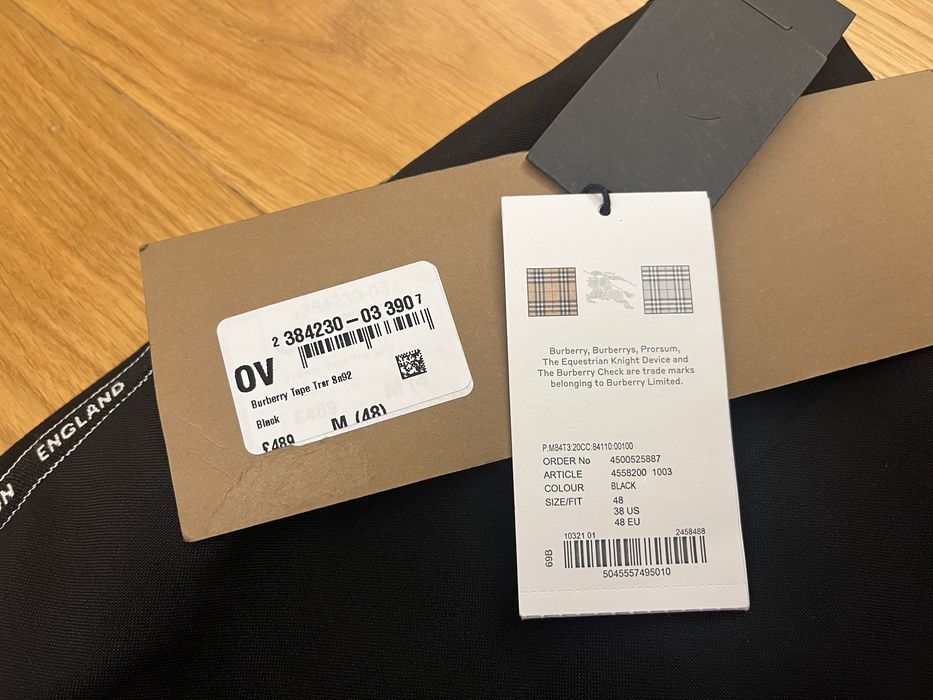 2 384230-03 390 7
OV
Burberry Tape Trsr 8n92
Black
£489 M (48)
ENGLAND
Burberry, Burberrys, Prorsum,
The Equestrian Knight Device and
The Burberry Check are trade marks
belonging to Burberry Limited.
P:M84T3:20CC:84110:00100
ORDER No 4500525887
ARTICLE 4558200 1003
COLOUR BLACK
SIZE/FIT 48
38 US
48 EU
10321 01 2458488
69B
5045557495010